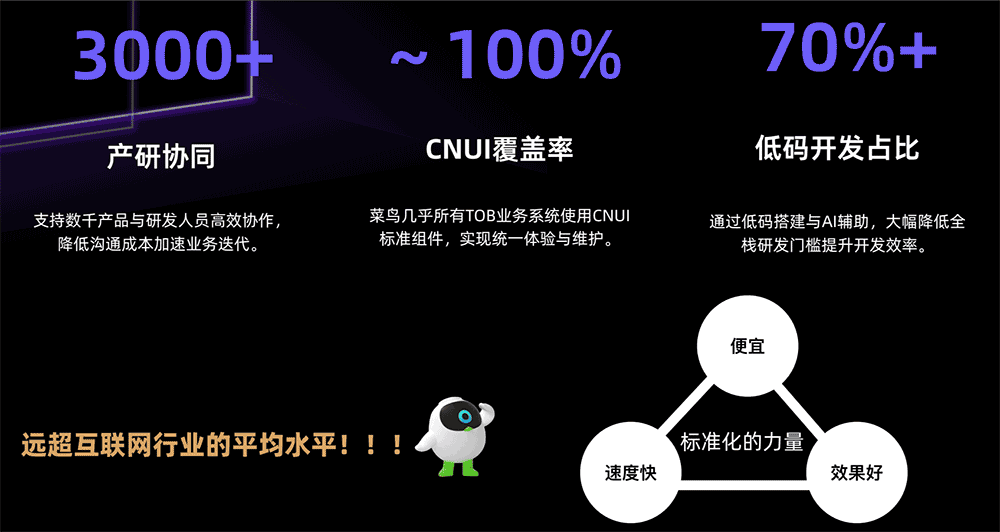 3000+
~ 100%
70%+
产研协同
CNUI覆盖率
低码开发占比
支持数千产品与研发人员高效协作，
降低沟通成本加速业务迭代。
菜鸟几乎所有TOB业务系统使用CNUI
标准组件，实现统一体验与维护。
通过低码搭建与AI辅助，大幅降低全
栈研发门槛提升开发效率。
便宜
远超互联网行业的平均水平！！！
标准化的力量
速度快
效果好